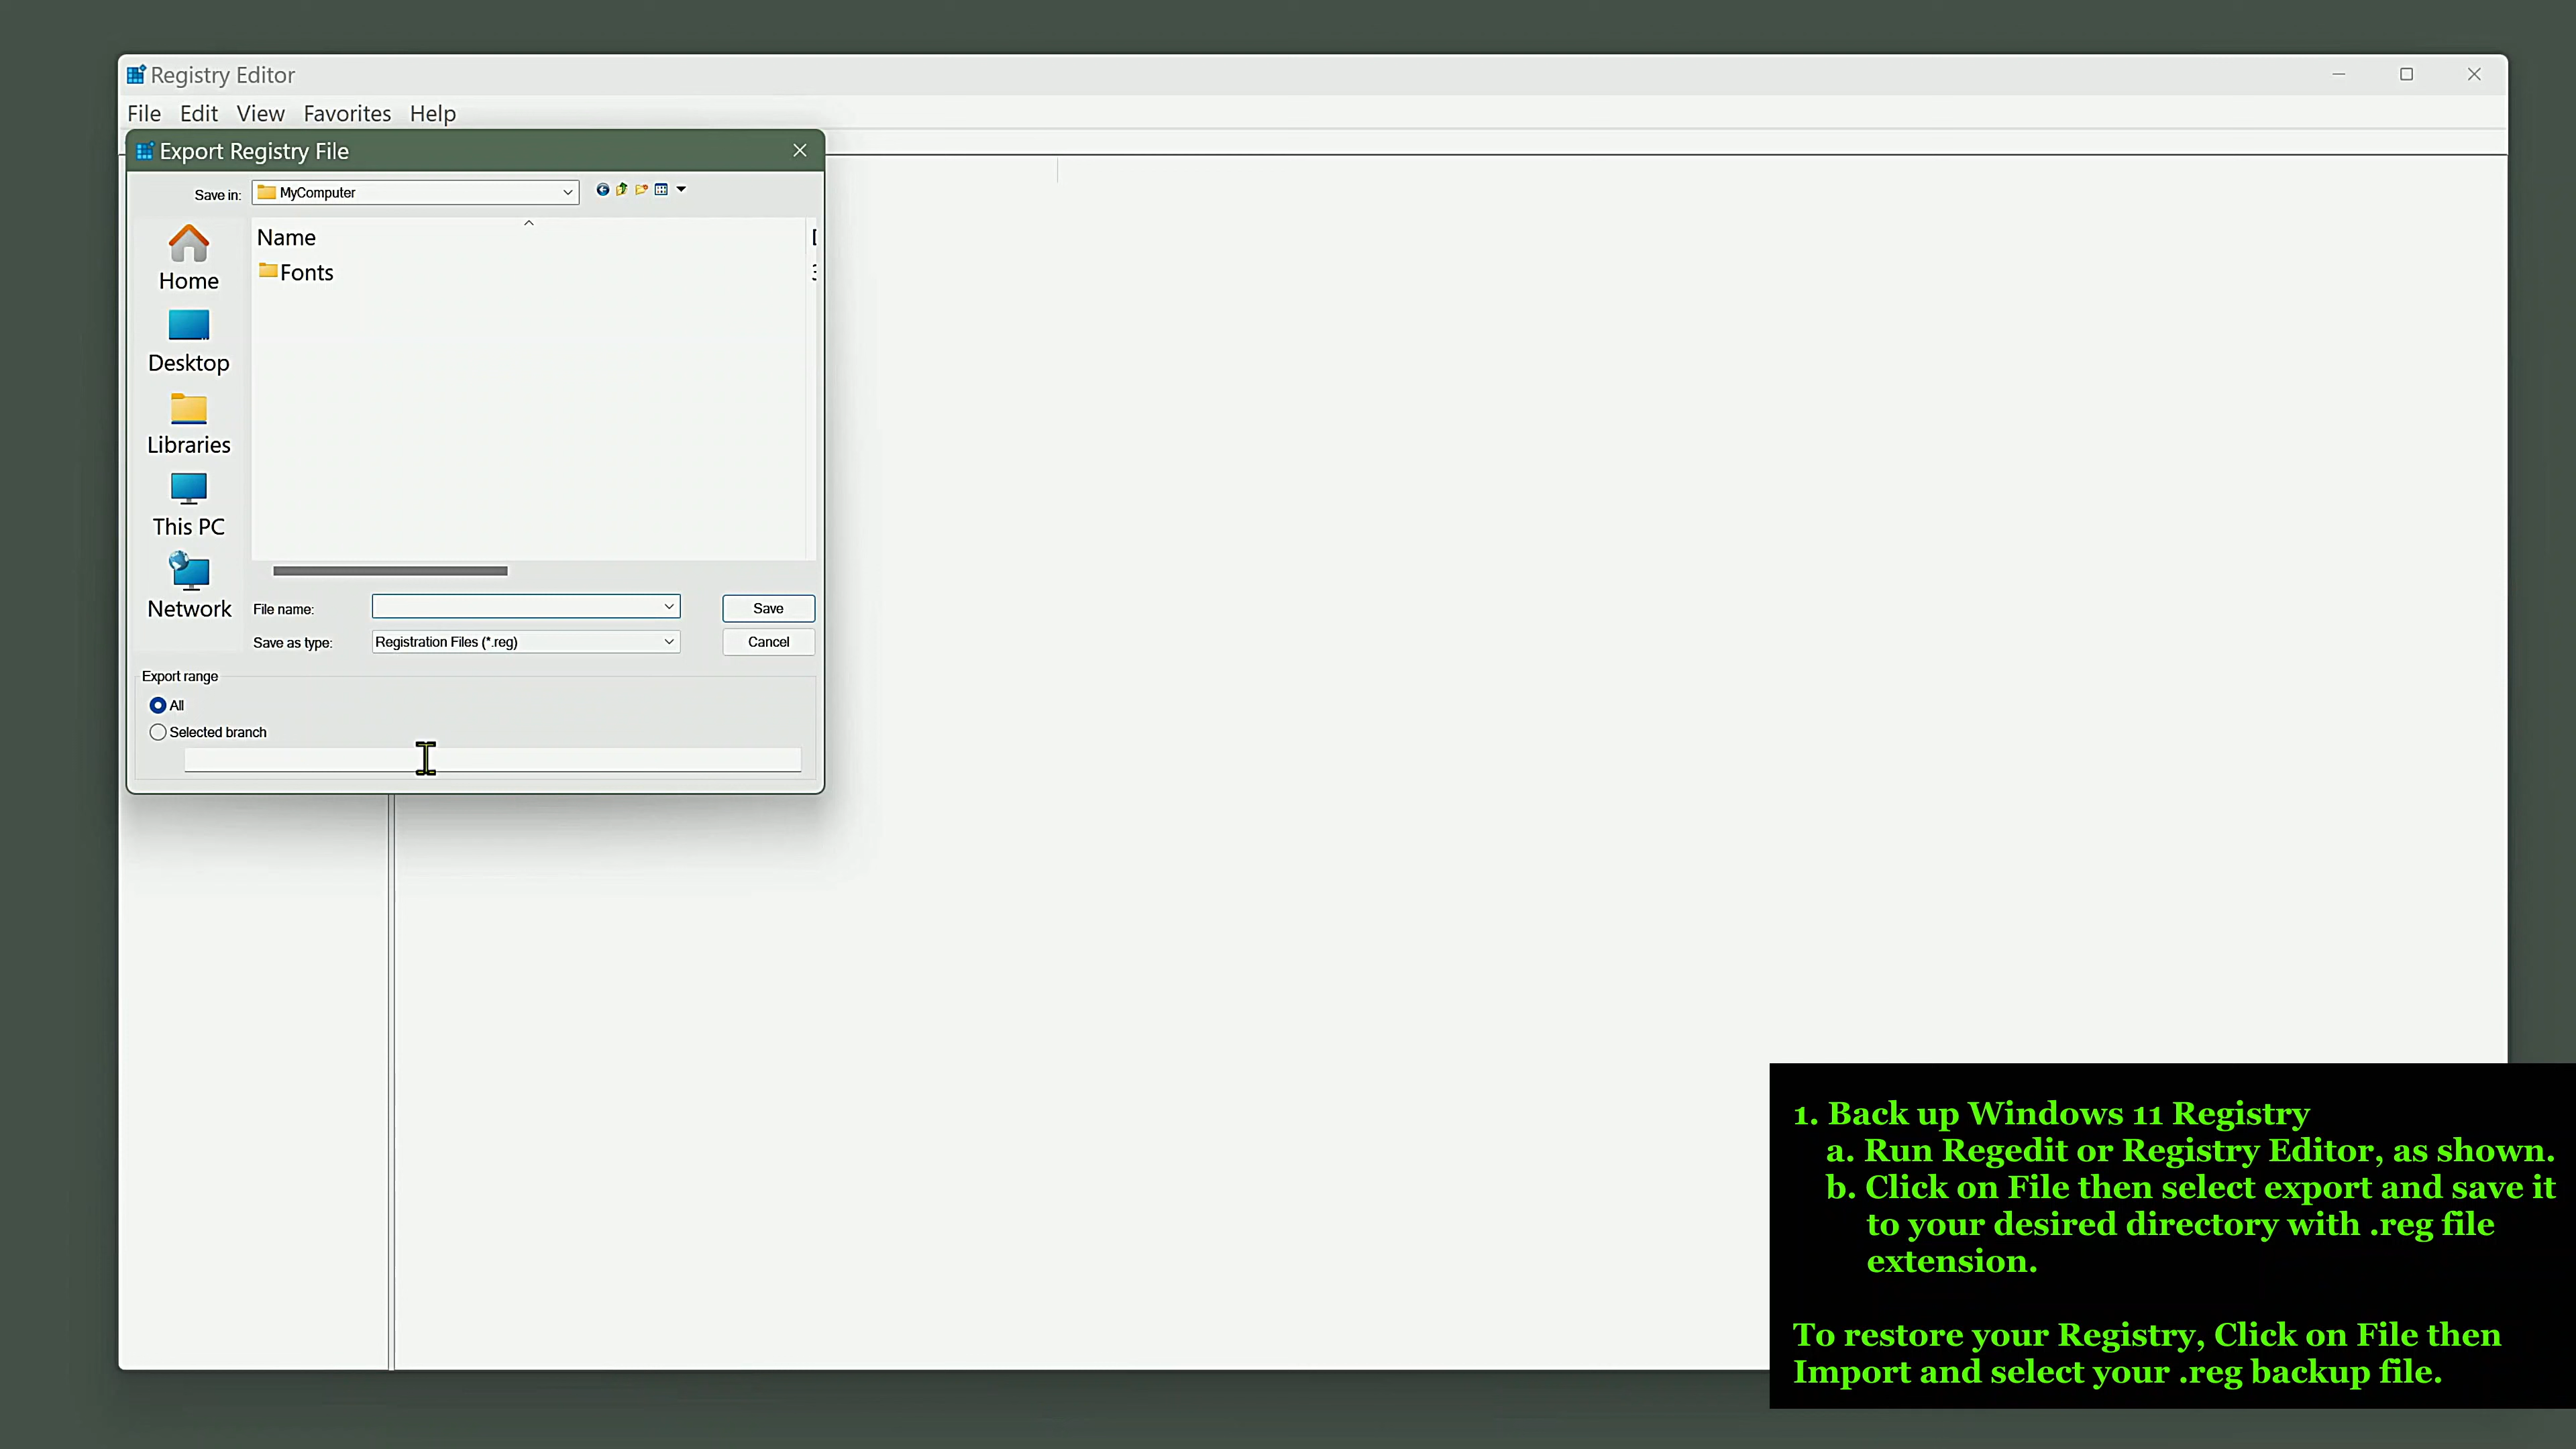 Registry Editor
File Edit View Favorites Help
Export Registry File
Save in: MyComputer
Name
Fonts
Home
Desktop
Libraries
This PC
Network
File name:
Save
Save as type: Registration Files (*.reg)
Cancel
Export range
All
Selected branch
1. Back up Windows 11 Registry
a. Run Regedit or Registry Editor, as shown.
b. Click on File then select export and save it
to your desired directory with .reg file
extension.
To restore your Registry, Click on File then
Import and select your .reg backup file.